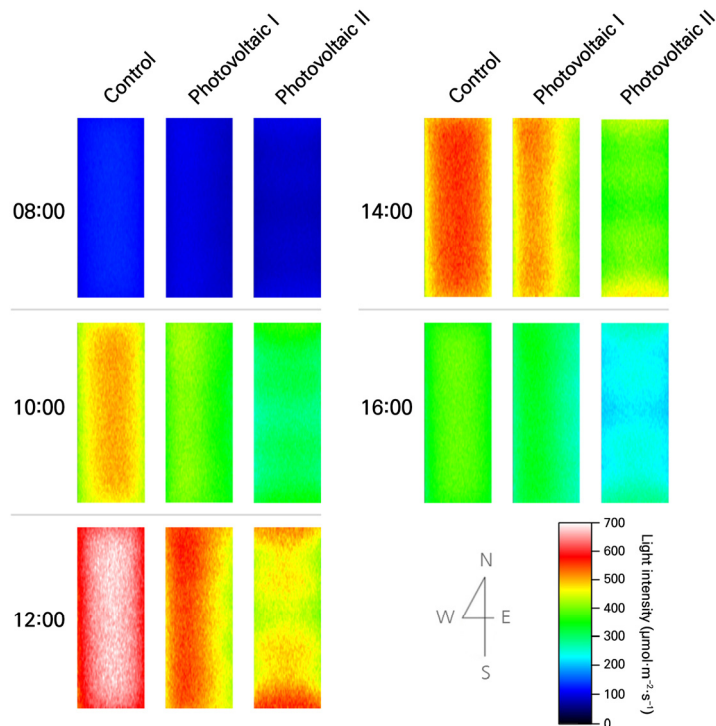 Control
Photovoltaic I
Photovoltaic II
Control
Photovoltaic I
Photovoltaic II
08:00
14:00
10:00
16:00
12:00
N
W E
S
700
600
500
400
300
200
100
0
Light intensity (μmol·m⁻²·s⁻¹)